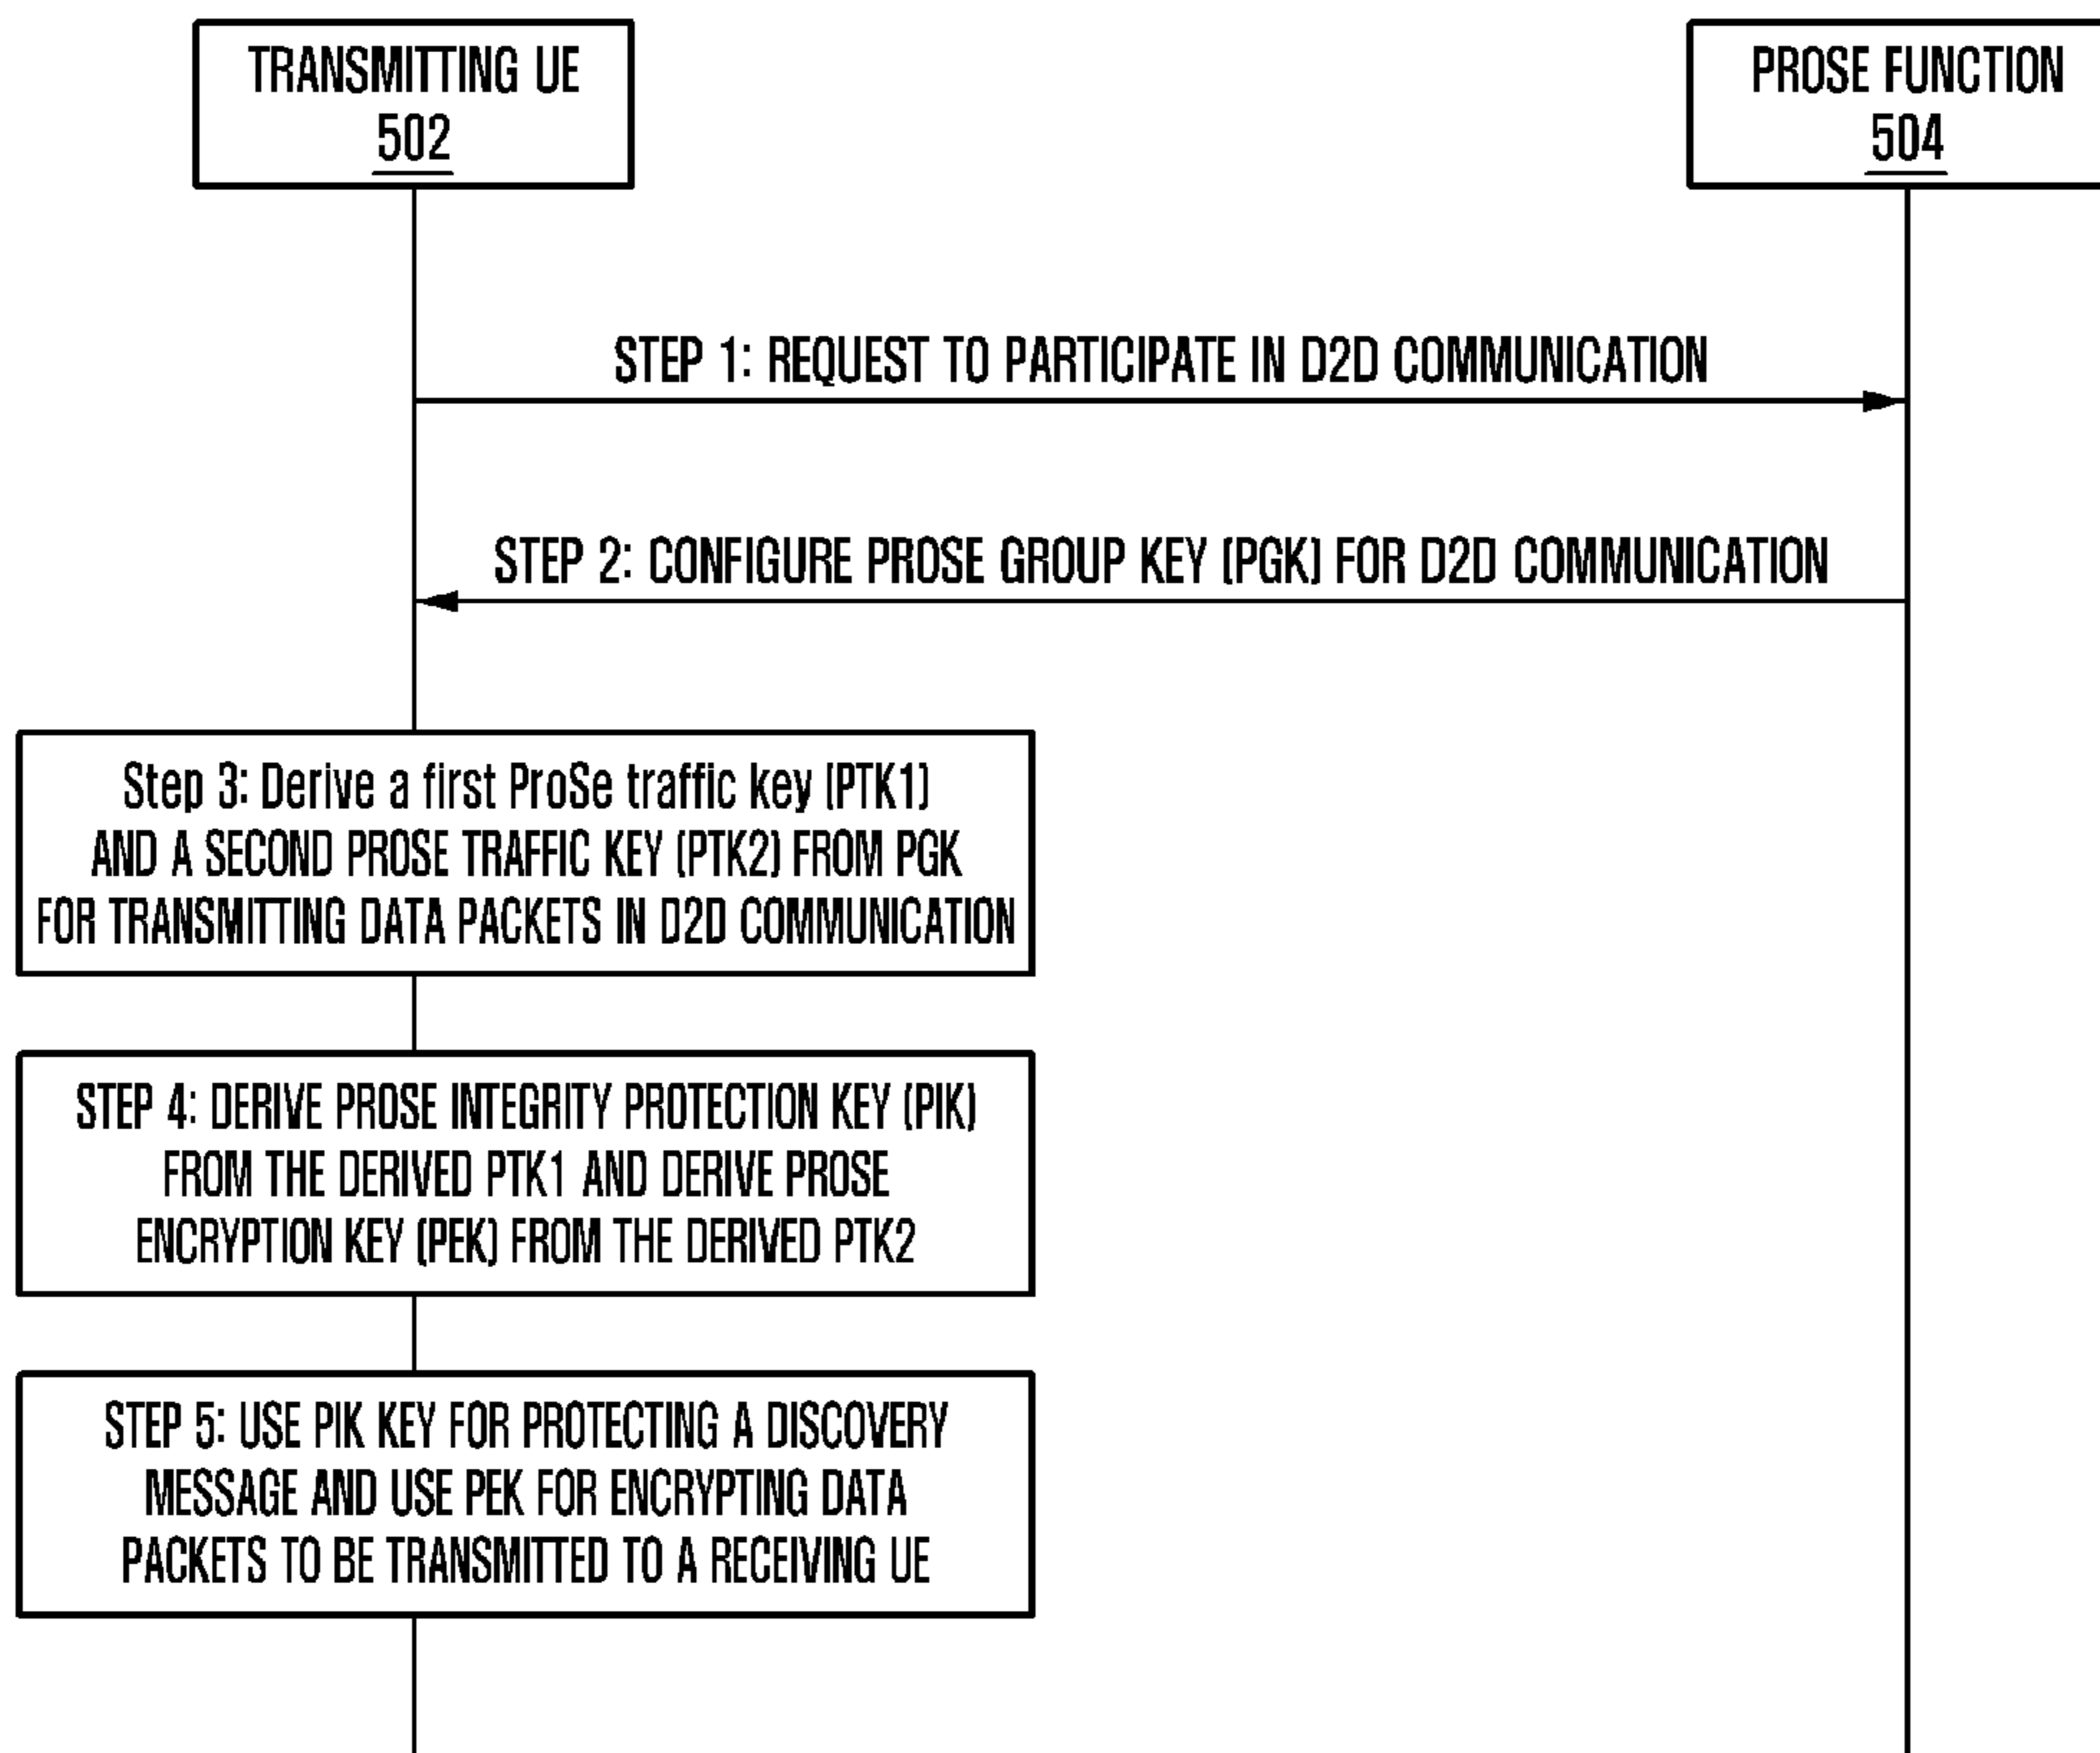 TRANSMITTING UE
502
PROSE FUNCTION
504
STEP 1: REQUEST TO PARTICIPATE IN D2D COMMUNICATION
STEP 2: CONFIGURE PROSE GROUP KEY (PGK) FOR D2D COMMUNICATION
Step 3: Derive a first ProSe traffic key (PTK1)
AND A SECOND PROSE TRAFFIC KEY (PTK2) FROM PGK
FOR TRANSMITTING DATA PACKETS IN D2D COMMUNICATION
STEP 4: DERIVE PROSE INTEGRITY PROTECTION KEY (PIK)
FROM THE DERIVED PTK1 AND DERIVE PROSE
ENCRYPTION KEY (PEK) FROM THE DERIVED PTK2
STEP 5: USE PIK KEY FOR PROTECTING A DISCOVERY
MESSAGE AND USE PEK FOR ENCRYPTING DATA
PACKETS TO BE TRANSMITTED TO A RECEIVING UE